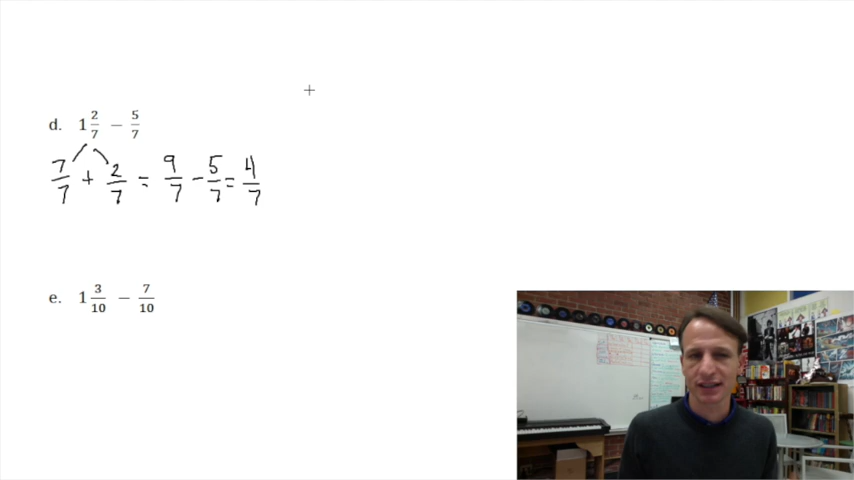 d. 1 2/7 − 5/7
7/7 + 2/7 = 9/7 − 5/7 = 4/7
e. 1 3/10 − 7/10